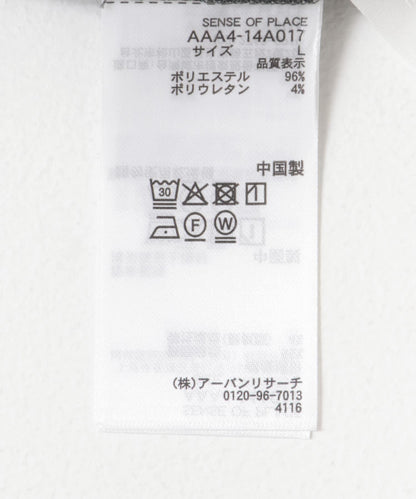 SENSE OF PLACE
AAA4-14A017
サイズ L
品質表示
ポリエステル 96%
ポリウレタン 4%
中国製
30
F W
(株)アーバンリサーチ
0120-96-7013
4116